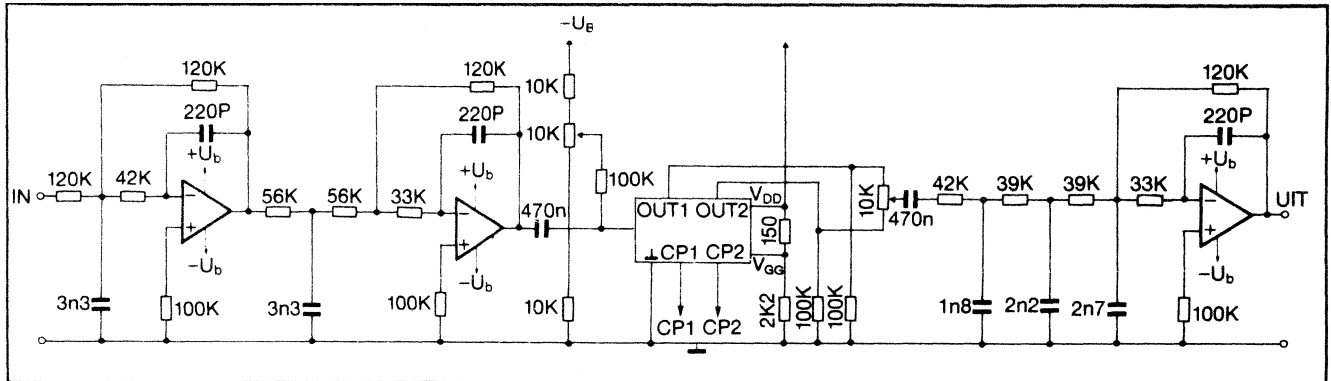 -U_B
120K
120K
10K
120K
220P
220P
10K
220P
+U_b
+U_b
+U_b
IN
120K
42K
56K
56K
33K
470n
100K
OUT1
OUT2
V_DD
CP1
CP2
V_GG
150
10K
470n
42K
39K
39K
33K
UIT
-U_b
-U_b
-U_b
3n3
100K
3n3
100K
10K
CP1
CP2
2K2
100K
100K
1n8
2n2
2n7
100K